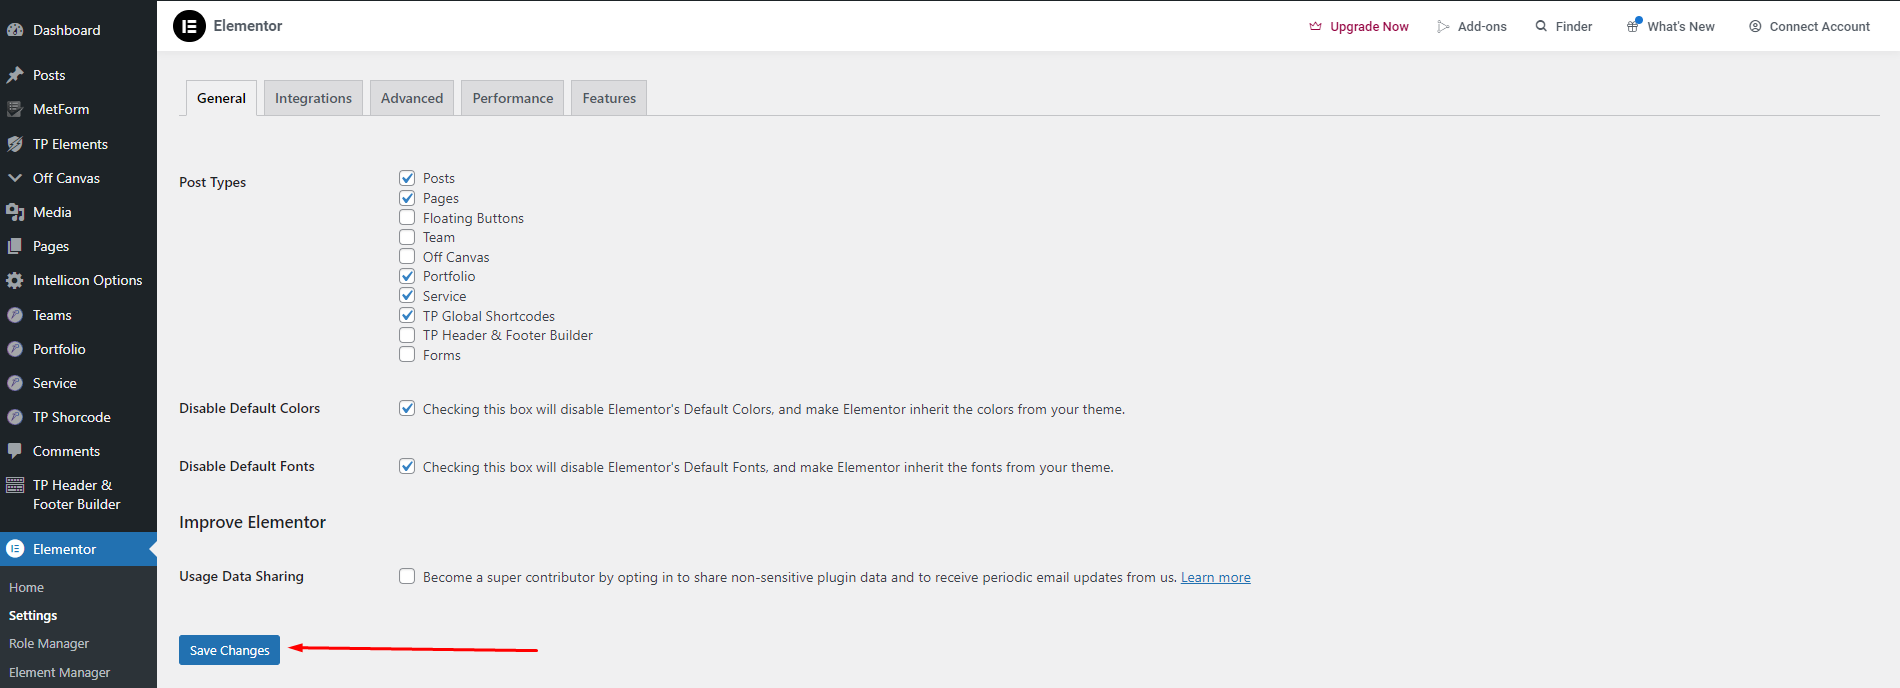 Elementor
Upgrade Now
Add-ons
Finder
What's New
Connect Account
Dashboard
Posts
MetForm
TP Elements
Off Canvas
Media
Pages
Intellicon Options
Teams
Portfolio
Service
TP Shorcode
Comments
TP Header &
Footer Builder
Elementor
Home
Settings
Role Manager
Element Manager
General
Integrations
Advanced
Performance
Features
Post Types
Posts
Pages
Floating Buttons
Team
Off Canvas
Portfolio
Service
TP Global Shortcodes
TP Header & Footer Builder
Forms
Disable Default Colors
Checking this box will disable Elementor's Default Colors, and make Elementor inherit the colors from your theme.
Disable Default Fonts
Checking this box will disable Elementor's Default Fonts, and make Elementor inherit the fonts from your theme.
Improve Elementor
Usage Data Sharing
Become a super contributor by opting in to share non-sensitive plugin data and to receive periodic email updates from us. Learn more
Save Changes